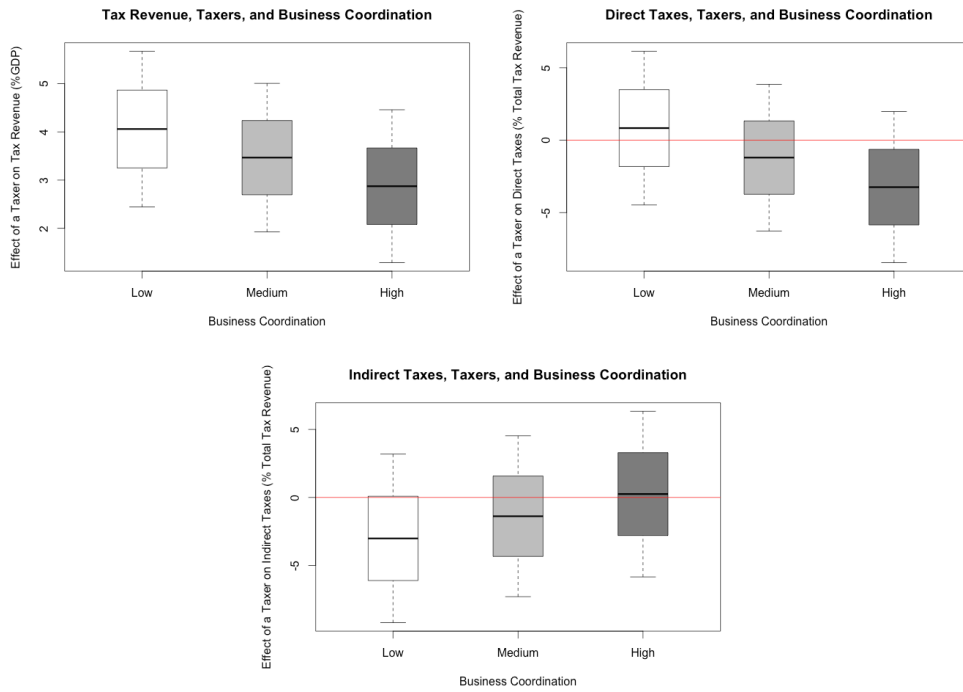 Tax Revenue, Taxers, and Business Coordination
Effect of a Taxer on Tax Revenue (%GDP)
5
4
3
2
Low Medium High
Business Coordination
Direct Taxes, Taxers, and Business Coordination
Effect of a Taxer on Direct Taxes (% Total Tax Revenue)
5
0
-5
Low Medium High
Business Coordination
Indirect Taxes, Taxers, and Business Coordination
Effect of a Taxer on Indirect Taxes (% Total Tax Revenue)
5
0
-5
Low Medium High
Business Coordination